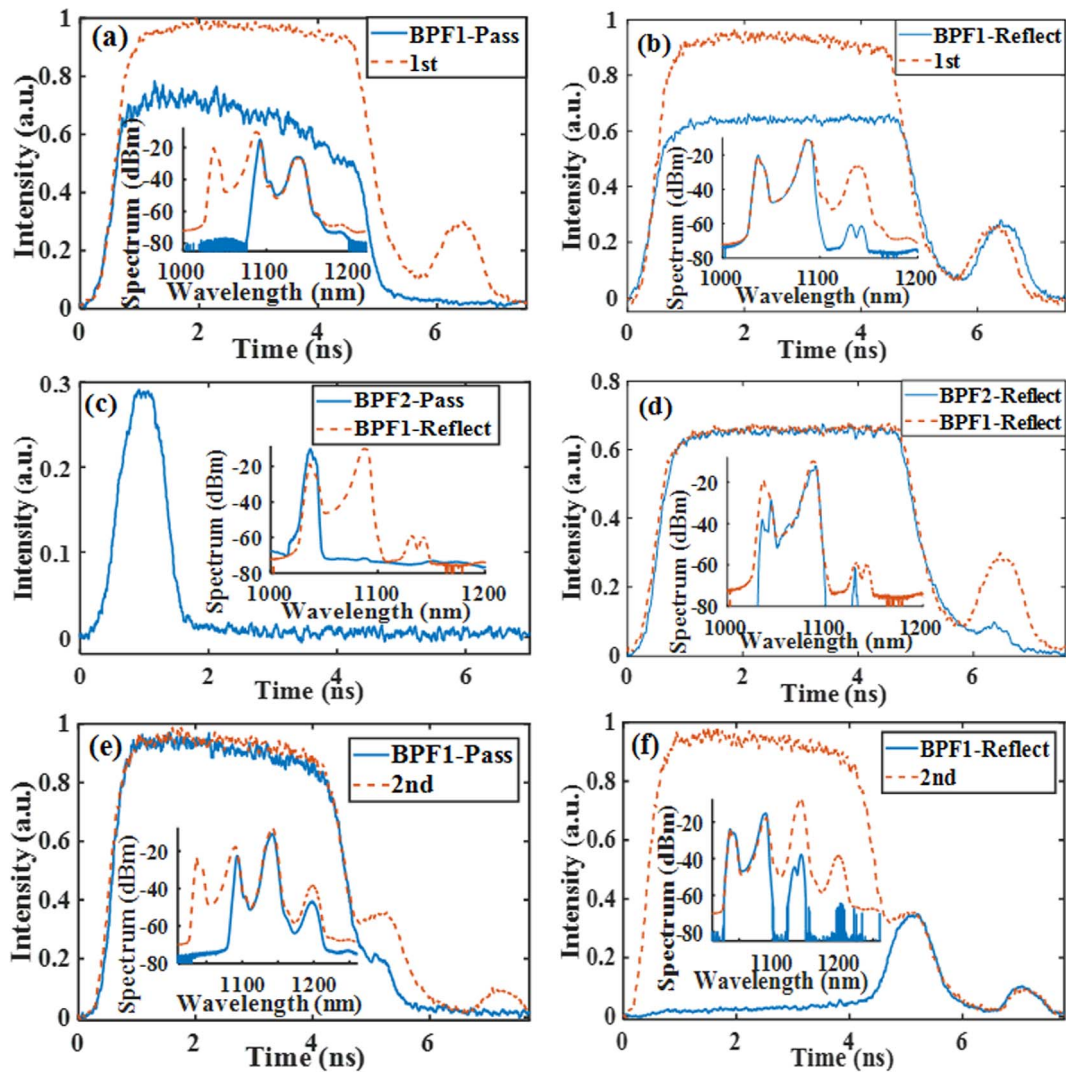 (a)
BPF1-Pass
1st
Intensity (a.u.)
1
0.8
0.6
0.4
0.2
0
Spectrum (dBm)
-20
-40
-60
-80
1000
1100
1200
Wavelength (nm)
0
2
4
6
Time (ns)
(b)
BPF1-Reflect
1st
Intensity (a.u.)
1
0.8
0.6
0.4
0.2
0
Spectrum (dBm)
-20
-40
-60
-80
1000
1100
1200
Wavelength (nm)
0
2
4
6
Time (ns)
(c)
BPF2-Pass
BPF1-Reflect
Intensity (a.u.)
0.3
0.2
0.1
0
Spectrum (dBm)
-20
-40
-60
-80
1000
1100
1200
Wavelength (nm)
0
2
4
6
Time (ns)
(d)
BPF2-Reflect
BPF1-Reflect
Intensity (a.u.)
0.8
0.6
0.4
0.2
0
Spectrum (dBm)
-20
-40
-60
-80
1000
1100
1200
Wavelength (nm)
0
2
4
6
Time (ns)
(e)
BPF1-Pass
2nd
Intensity (a.u.)
1
0.8
0.6
0.4
0.2
0
Spectrum (dBm)
-20
-40
-60
-80
1100
1200
Wavelength (nm)
0
2
4
6
Time (ns)
(f)
BPF1-Reflect
2nd
Intensity (a.u.)
1
0.8
0.6
0.4
0.2
0
Spectrum (dBm)
-20
-40
-60
-80
1100
1200
Wavelength (nm)
0
2
4
6
Time (ns)